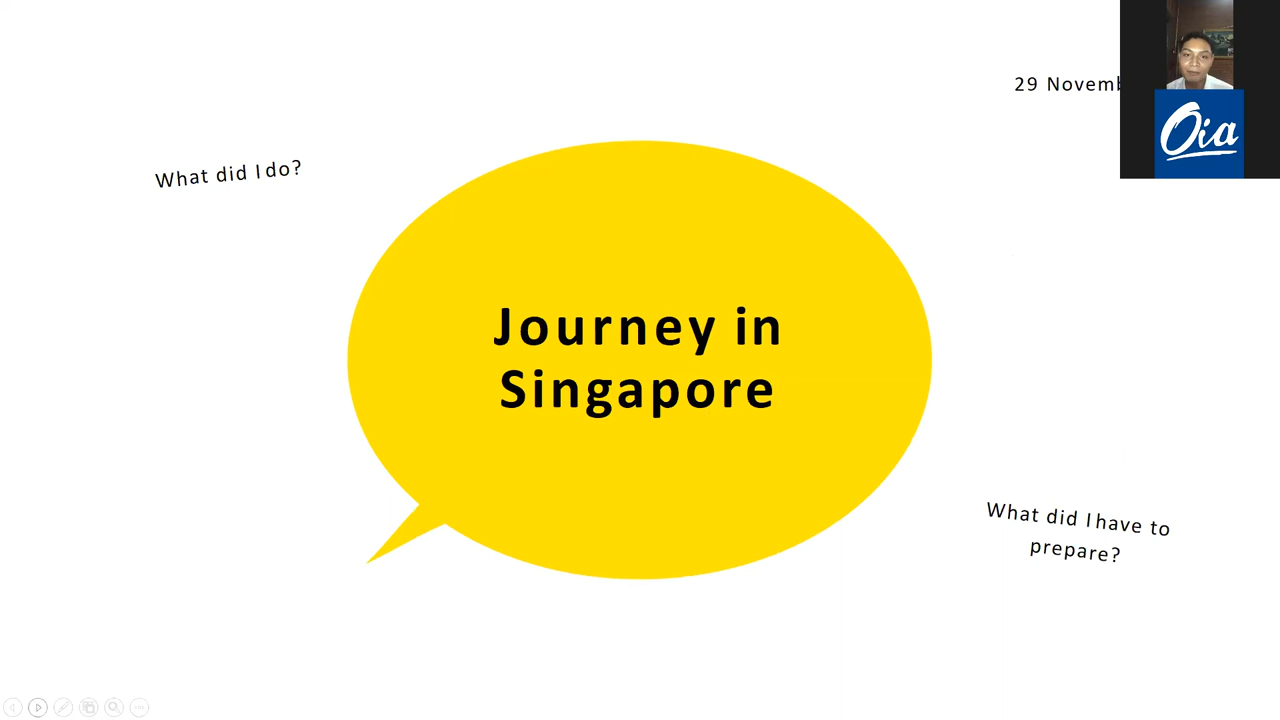 29 Novemb
What did I do?
Journey in
Singapore
What did I have to
prepare?
Oia